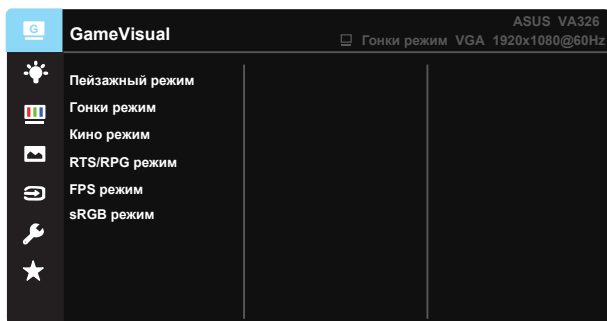 G
GameVisual
ASUS VA326
Гонки режим VGA 1920x1080@60Hz
Пейзажный режим
Гонки режим
Кино режим
RTS/RPG режим
FPS режим
sRGB режим